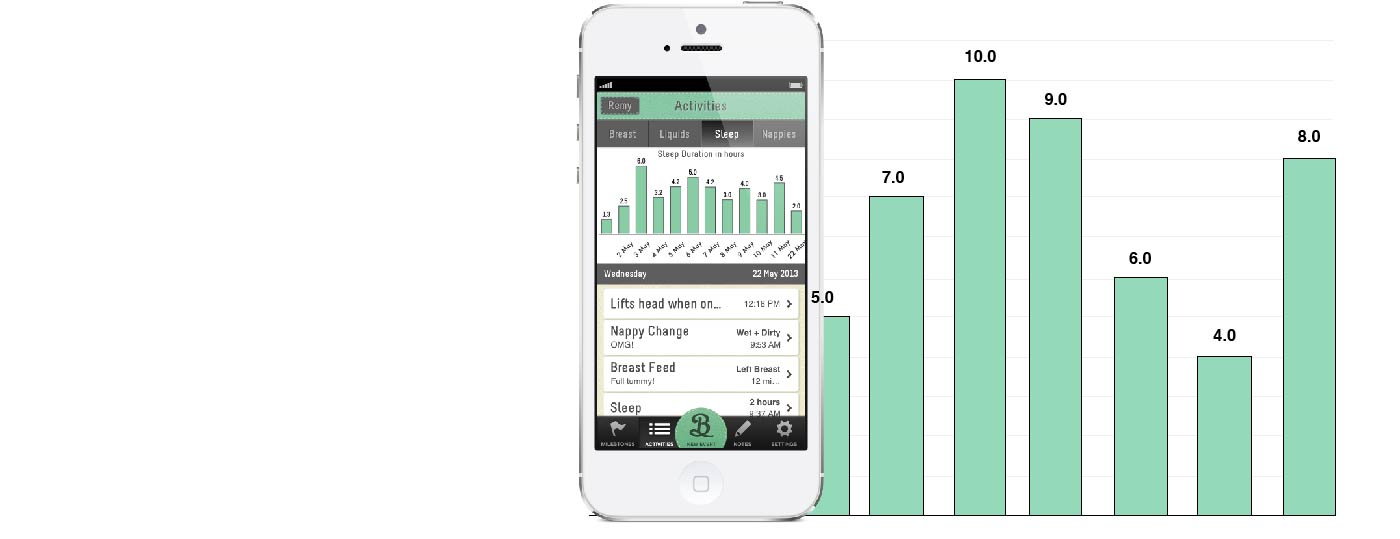 Remy
Activities
Breast Liquids Sleep Nappies
Sleep Duration in hours
1.3 2.5 6.0 3.2 4.2 5.0 4.2 3.0 4.0 3.0 4.5 2.0
2 May 3 May 4 May 5 May 6 May 7 May 8 May 9 May 10 May 11 May 22 May
Wednesday 22 May 2013
Lifts head when on... 12:18 PM
Nappy Change Wet + Dirty
OMG! 9:53 AM
Breast Feed Left Breast
Full tummy! 12 mi...
Sleep 2 hours
9:37 AM
B
MILESTONES ACTIVITIES NEW EVENT NOTES SETTINGS
5.0
7.0
10.0
9.0
6.0
4.0
8.0